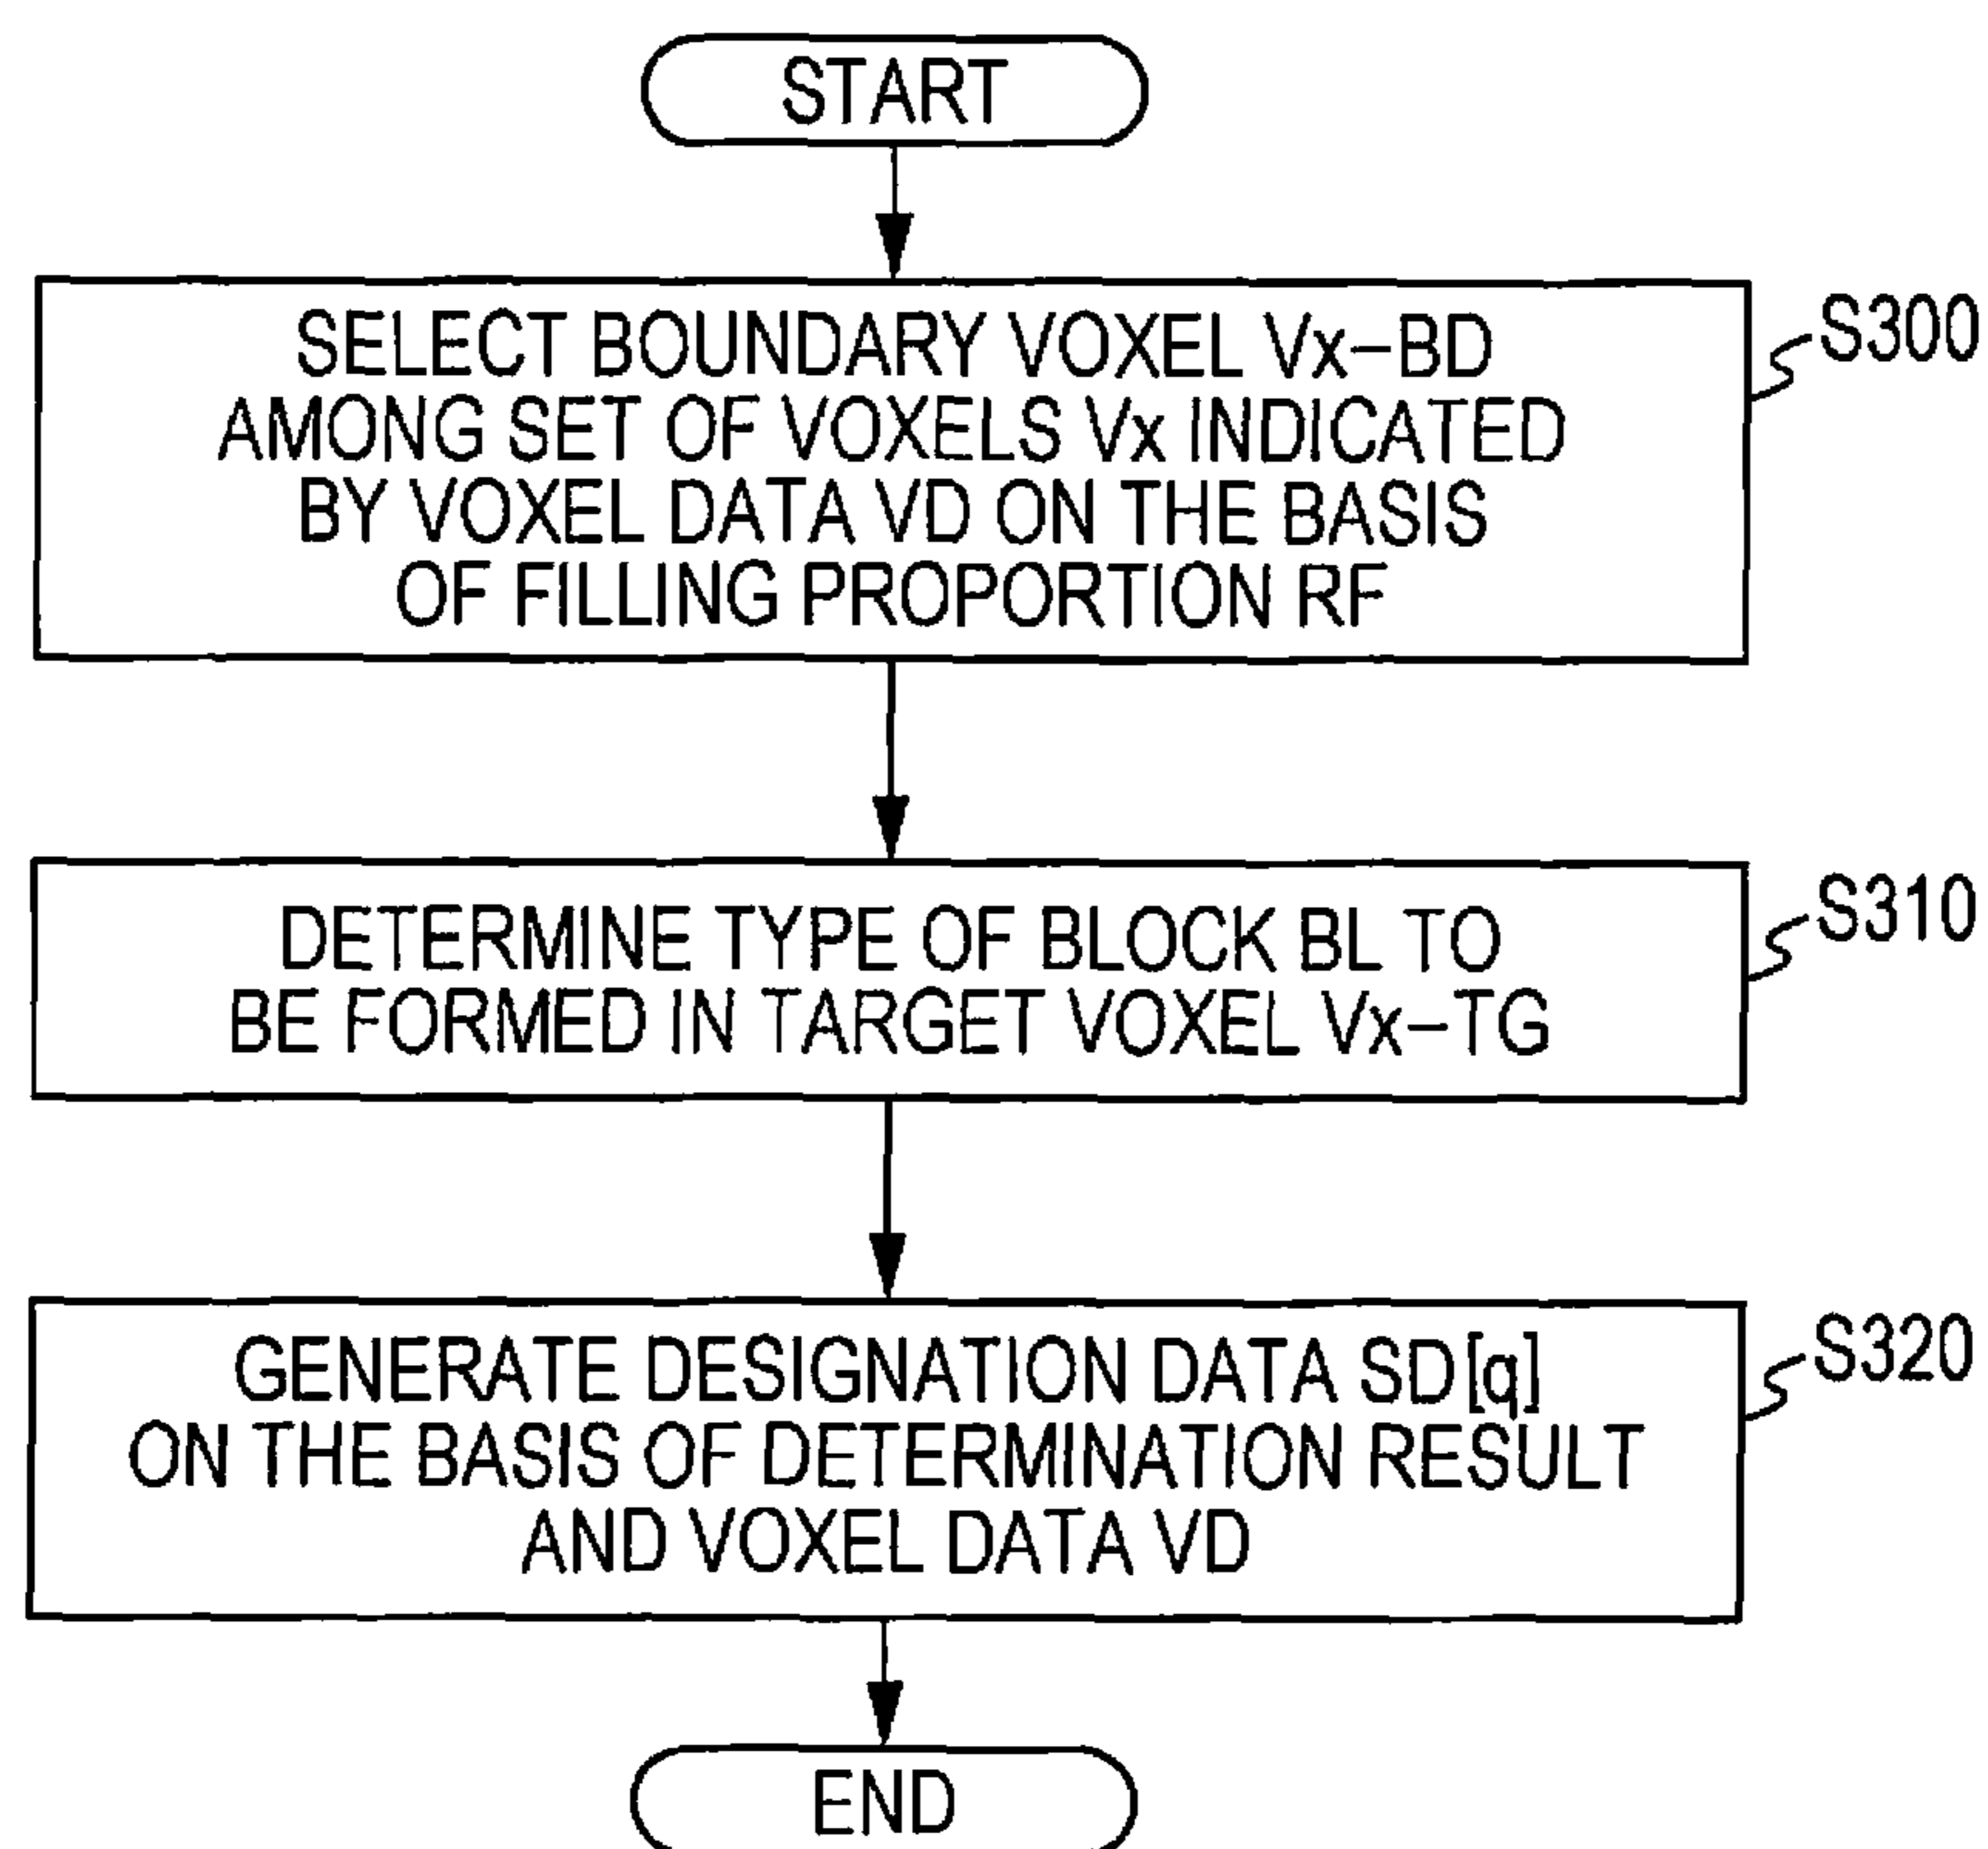 START
SELECT BOUNDARY VOXEL Vx-BD
AMONG SET OF VOXELS Vx INDICATED
BY VOXEL DATA VD ON THE BASIS
OF FILLING PROPORTION RF
S300
DETERMINE TYPE OF BLOCK BL TO
BE FORMED IN TARGET VOXEL Vx-TG
S310
GENERATE DESIGNATION DATA SD[q]
ON THE BASIS OF DETERMINATION RESULT
AND VOXEL DATA VD
S320
END